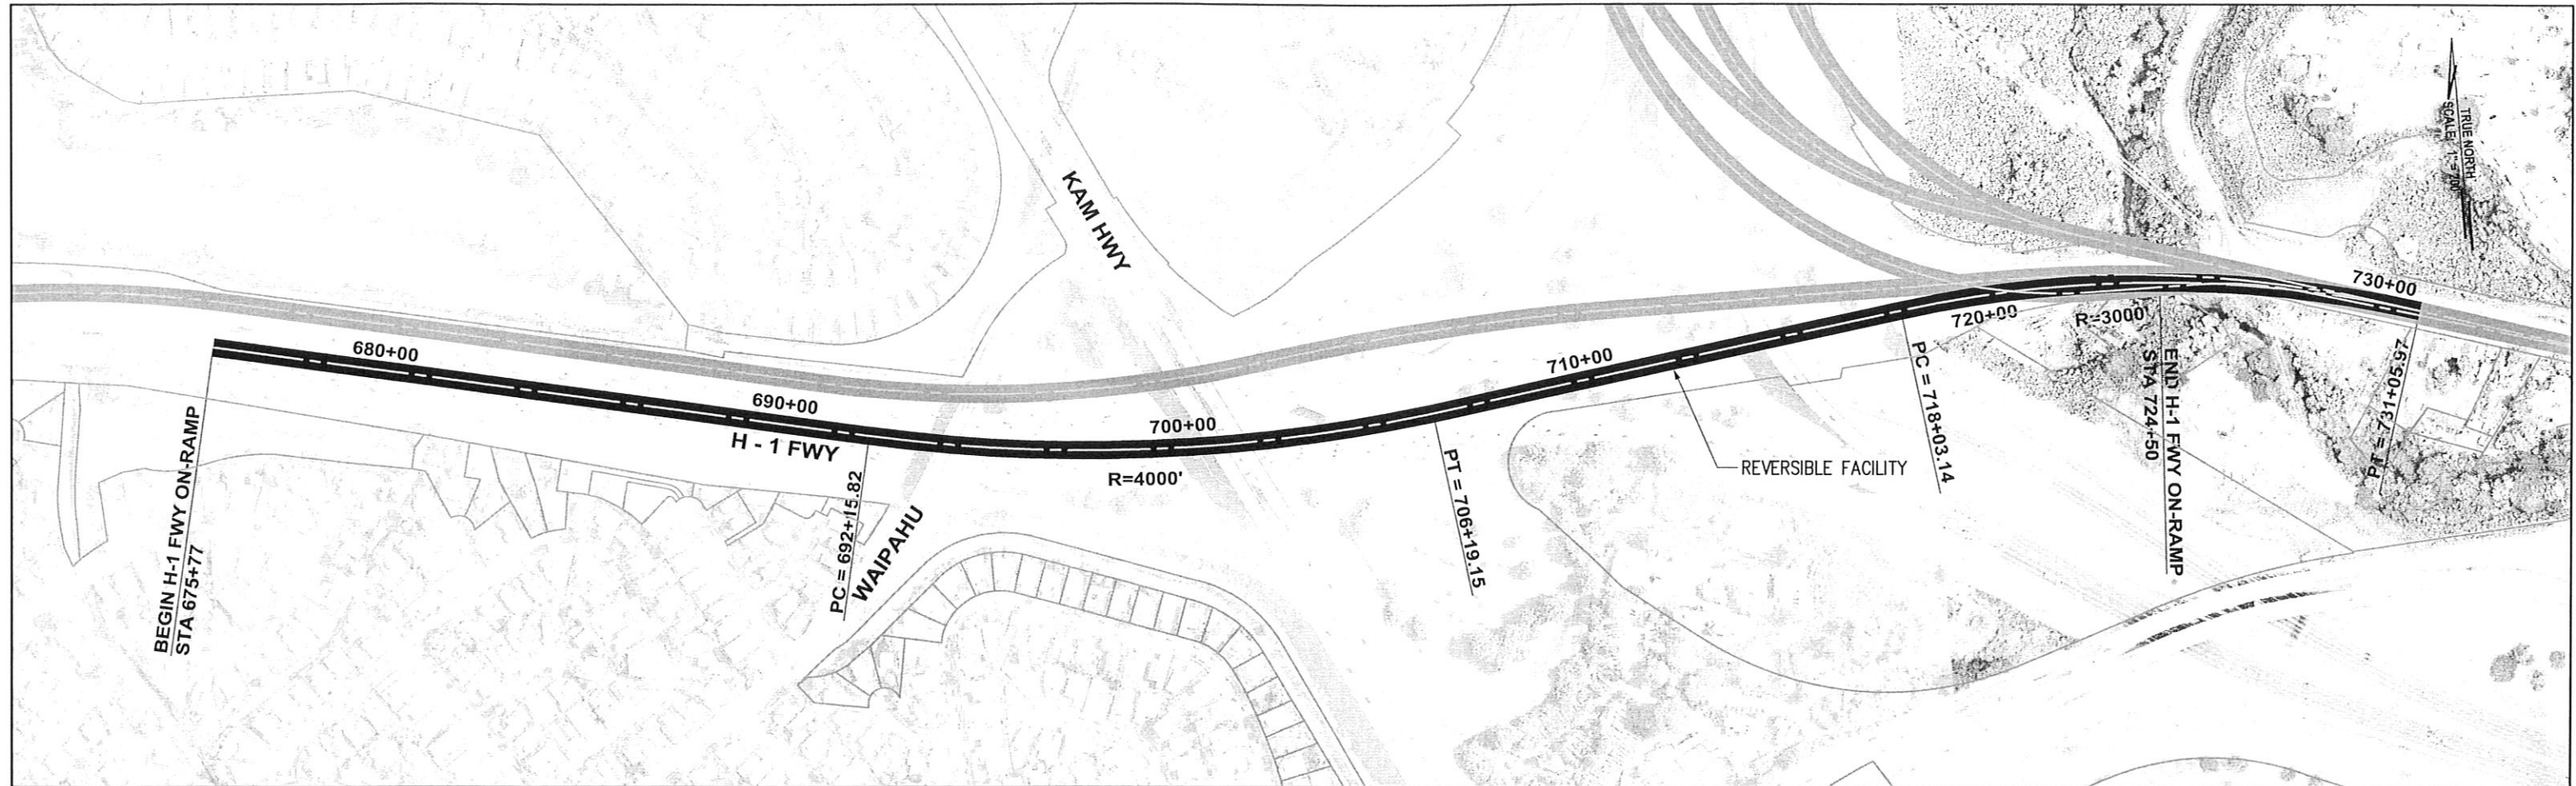 TRUE NORTH
SCALE: 1"=200'
KAM HWY
680+00
690+00
H - 1 FWY
700+00
R=4000'
710+00
720+00
R=3000'
730+00
REVERSIBLE FACILITY
BEGIN H-1 FWY ON-RAMP
STA 675+77
PC = 692+15.82
WAIPAHU
PT = 706+19.15
PC = 718+03.14
END H-1 FWY ON-RAMP
STA 724+50
PT = 731+05.97